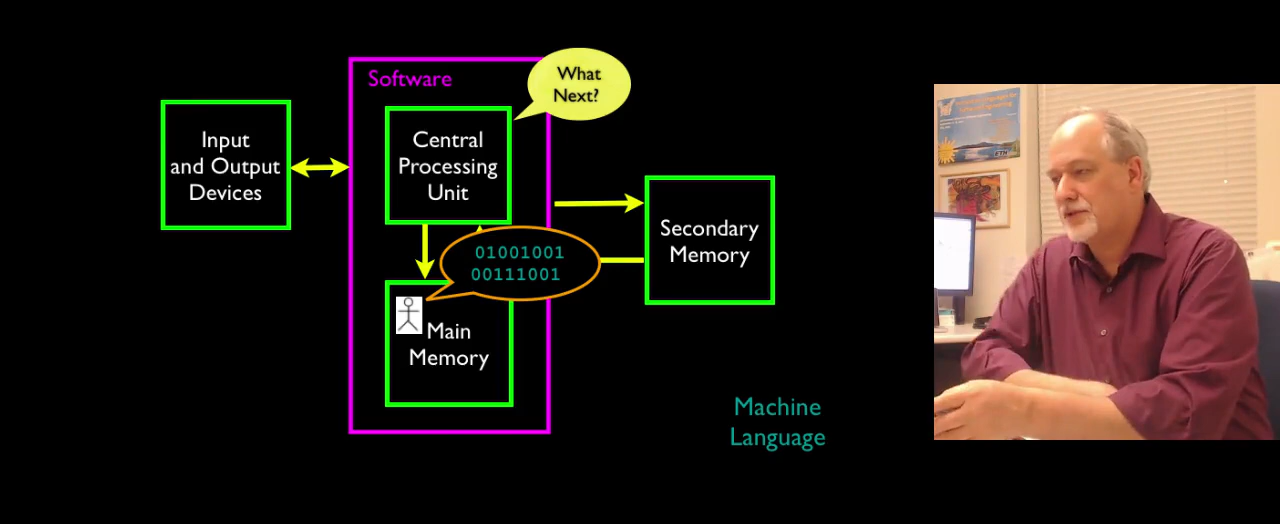 Software
What
Next?
Input
and Output
Devices
Central
Processing
Unit
01001001
00111001
Secondary
Memory
Main
Memory
Machine
Language